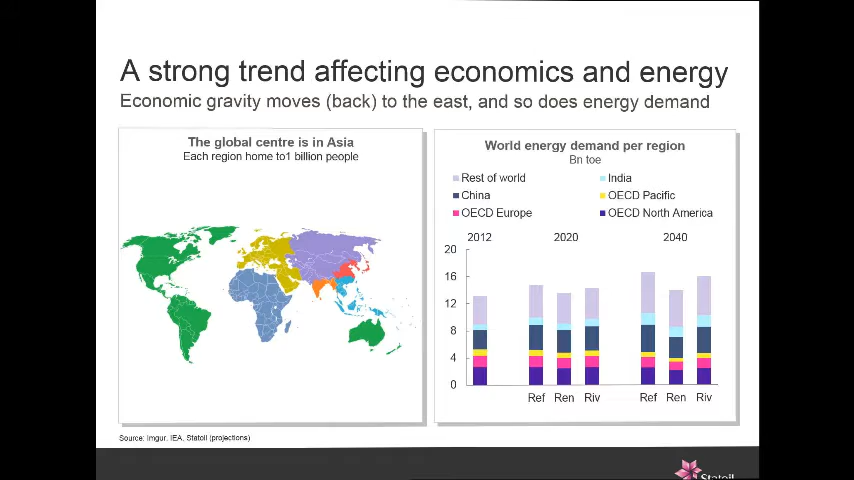 A strong trend affecting economics and energy
Economic gravity moves (back) to the east, and so does energy demand
The global centre is in Asia
Each region home to1 billion people
World energy demand per region
Bn toe
Rest of world
India
China
OECD Pacific
OECD Europe
OECD North America
2012
2020
2040
20
16
12
8
4
0
Ref
Ren
Riv
Ref
Ren
Riv
Source: Imgur, IEA, Statoil (projections)
Statoil